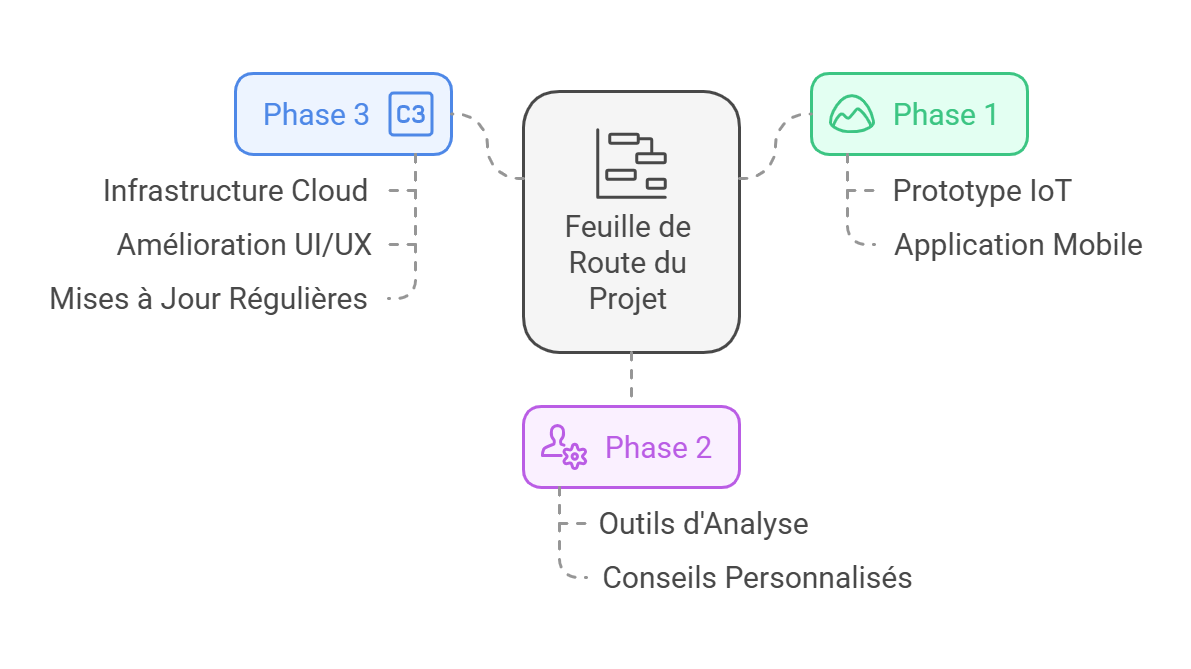 Feuille de
Route du
Projet
Phase 1
Prototype IoT
Application Mobile
Phase 2
Outils d'Analyse
Conseils Personnalisés
Phase 3
C3
Infrastructure Cloud
Amélioration UI/UX
Mises à Jour Régulières